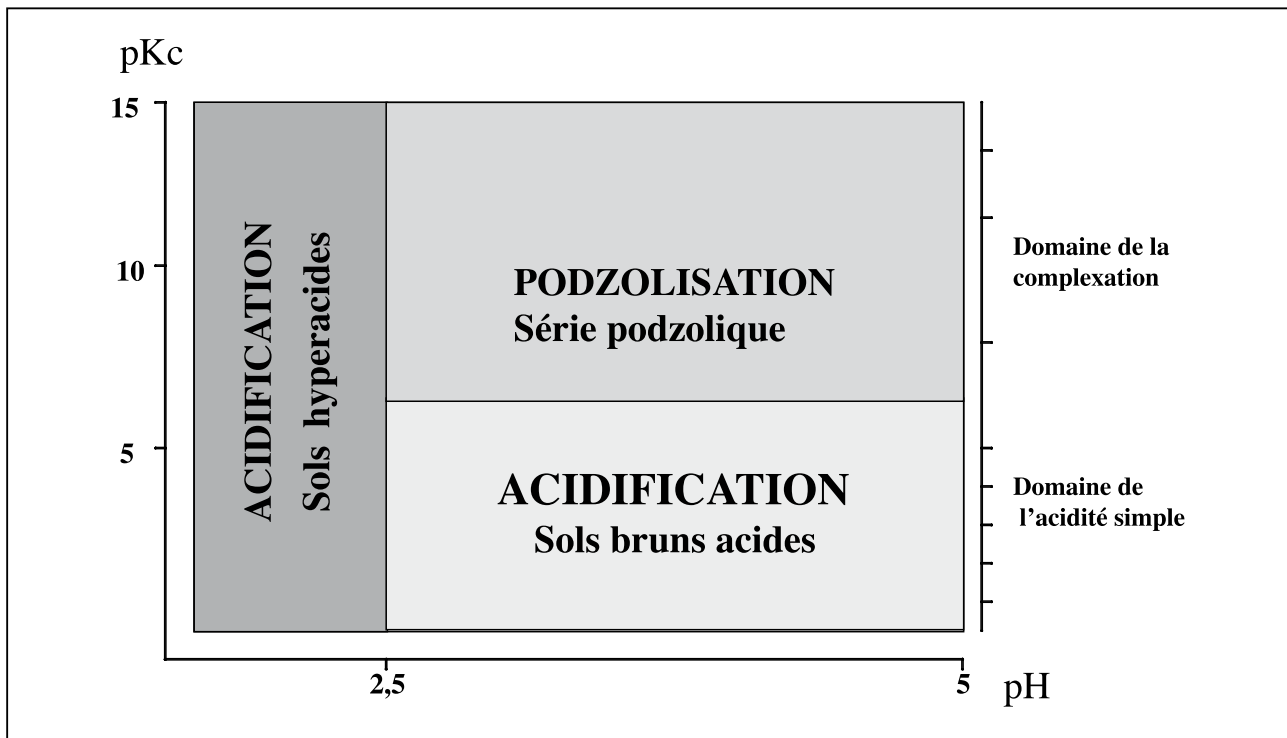 pKc
15
10
5
ACIDIFICATION
Sols hyperacides
PODZOLISATION
Série podzolique
ACIDIFICATION
Sols bruns acides
Domaine de la
complexation
Domaine de
l’acidité simple
2,5
5
pH